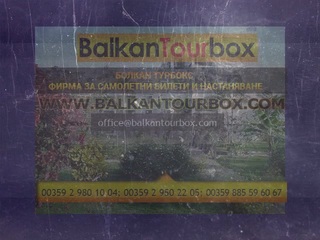 BalkanTourbox
БОЛКАН ТУРБОКС
ФИРМА ЗА САМОЛЕТНИ БИЛЕТИ И НАСТАНЯВАНЕ
WWW.BALKANTOURBOX.COM
office@balkantourbox.com
00359 2 980 10 04; 00359 2 950 22 05; 00359 885 59 60 67